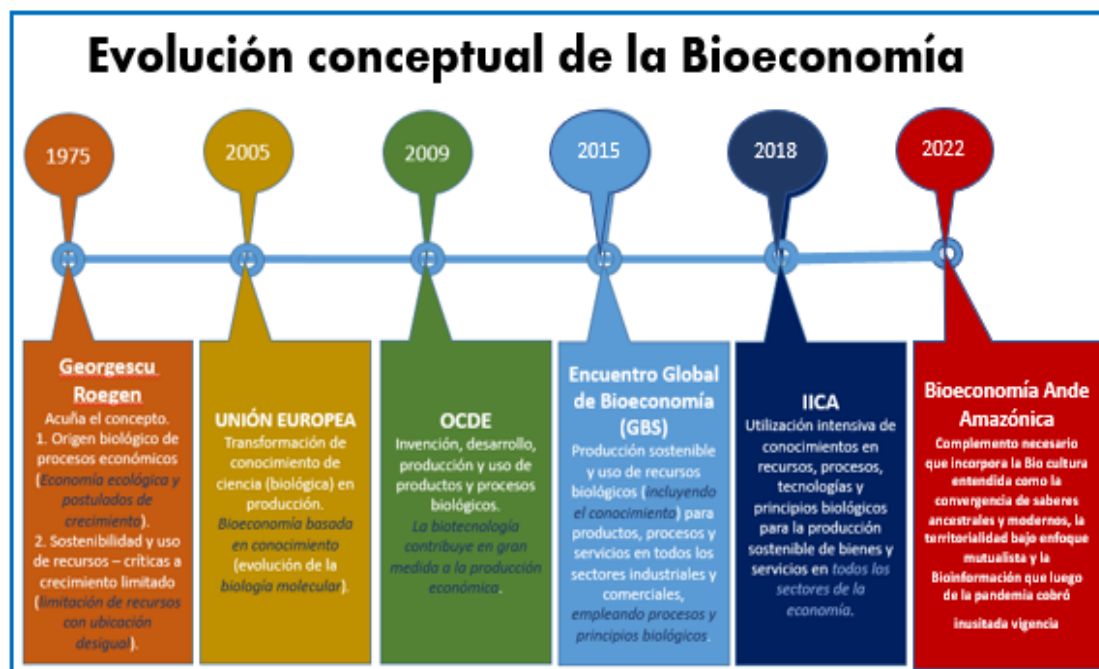 Evolución conceptual de la Bioeconomía
1975
2005
2009
2015
2018
2022
Georgescu
Roegen
Acuña el concepto.
1. Origen biológico de
procesos económicos
(Economía ecológica y
postulados de
crecimiento).
2. Sostenibilidad y uso
de recursos – críticas a
crecimiento limitado
(limitación de recursos
con ubicación
desigual).
UNIÓN EUROPEA
Transformación de
conocimiento de
ciencia (biológica) en
producción.
Bioeconomía basada
en conocimiento
(evolución de la
biología molecular).
OCDE
Invención, desarrollo,
producción y uso de
productos y procesos
biológicos.
La biotecnología
contribuye en gran
medida a la producción
económica.
Encuentro Global
de Bioeconomía
(GBS)
Producción sostenible
y uso de recursos
biológicos (incluyendo
el conocimiento) para
productos, procesos y
servicios en todos los
sectores industriales y
comerciales,
empleando procesos y
principios biológicos.
IICA
Utilización intensiva de
conocimientos en
recursos, procesos,
tecnologías y
principios biológicos
para la producción
sostenible de bienes y
servicios en todos los
sectores de la
economía.
Bioeconomía Ande
Amazónica
Complemento necesario
que incorpora la Bio cultura
entendida como la
convergencia de saberes
ancestrales y modernos, la
territorialidad bajo enfoque
mutualista y la
Bioinformación que luego
de la pandemia cobró
inusitada vigencia